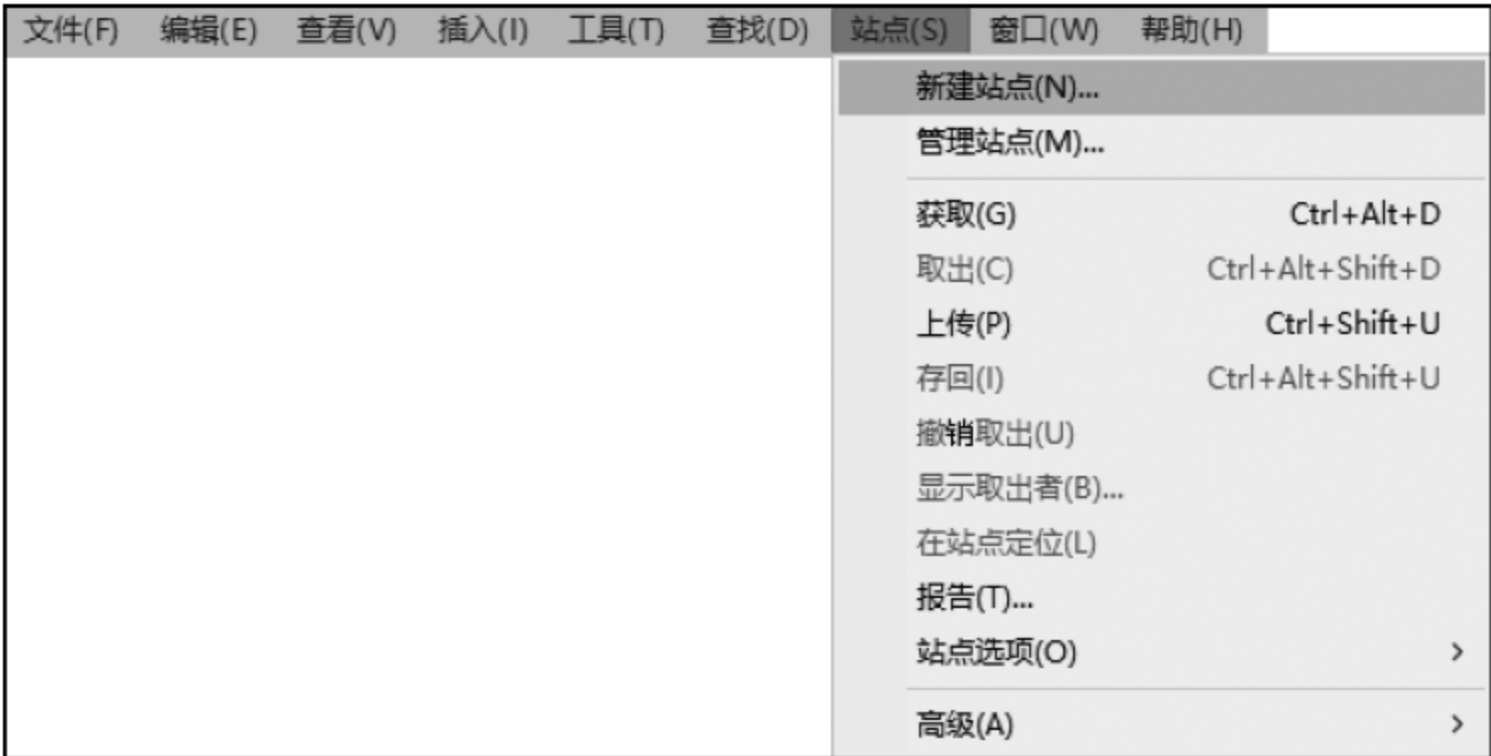 文件(F) 编辑(E) 查看(V) 插入(I) 工具(T) 查找(D) 站点(S) 窗口(W) 帮助(H)
新建站点(N)...
管理站点(M)...
获取(G) Ctrl+Alt+D
取出(C) Ctrl+Alt+Shift+D
上传(P) Ctrl+Shift+U
存回(I) Ctrl+Alt+Shift+U
撤销取出(U)
显示取出者(B)...
在站点定位(L)
报告(T)...
站点选项(O)
高级(A)